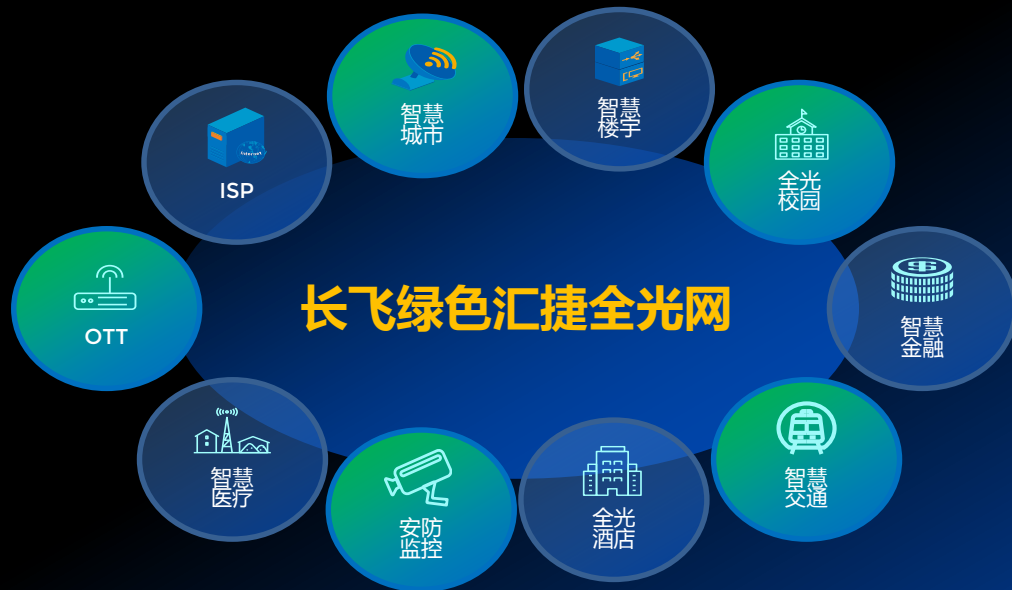 智慧
城市
智慧
楼宇
ISP
Internet
全光
校园
OTT
长飞绿色汇捷全光网
智慧
金融
智慧
医疗
安防
监控
全光
酒店
智慧
交通